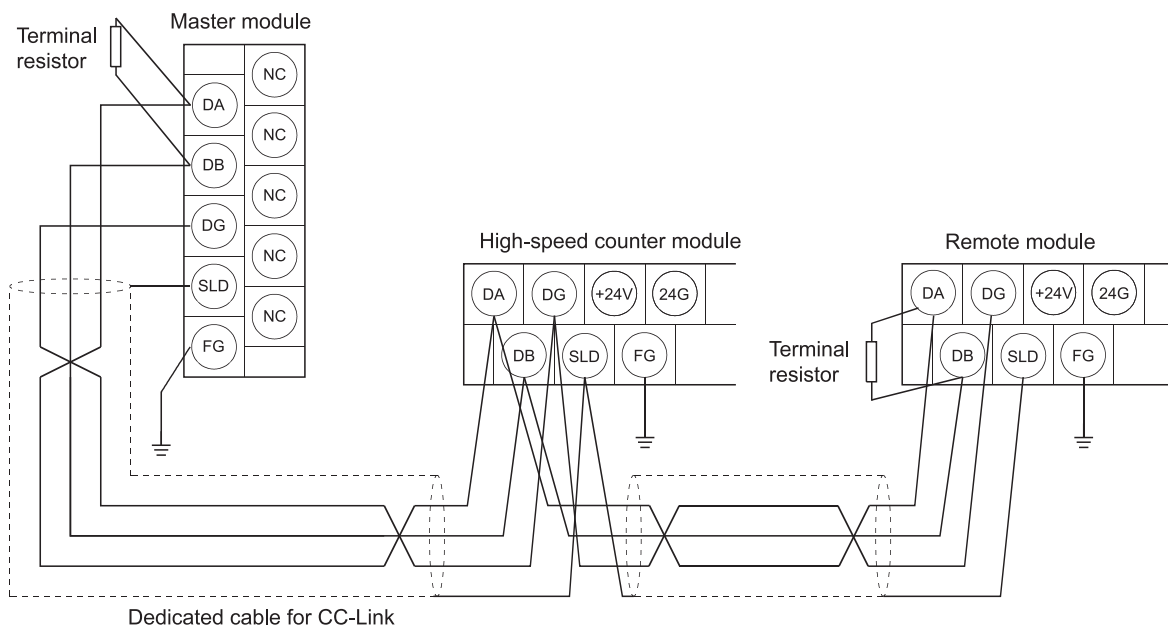 Master module
Terminal
resistor
NC
DA
NC
DB
NC
DG
NC
SLD
NC
FG
High-speed counter module
DA DG +24V 24G
DB SLD FG
Remote module
DA DG +24V 24G
DB SLD FG
Terminal
resistor
Dedicated cable for CC-Link